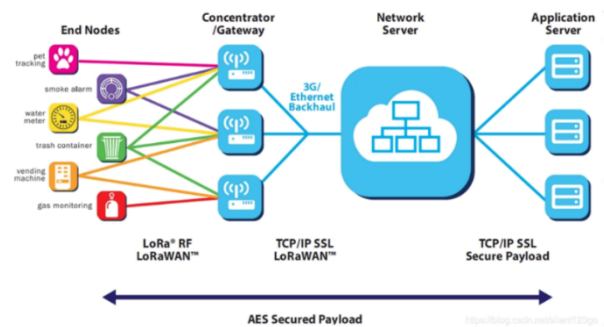 End Nodes
Concentrator
/Gateway
Network
Server
Application
Server
pet
tracking
smoke alarm
water
meter
trash container
vending
machine
gas monitoring
3G/
Ethernet
Backhaul
LoRa® RF
LoRaWAN™
TCP/IP SSL
LoRaWAN™
TCP/IP SSL
Secure Payload
AES Secured Payload